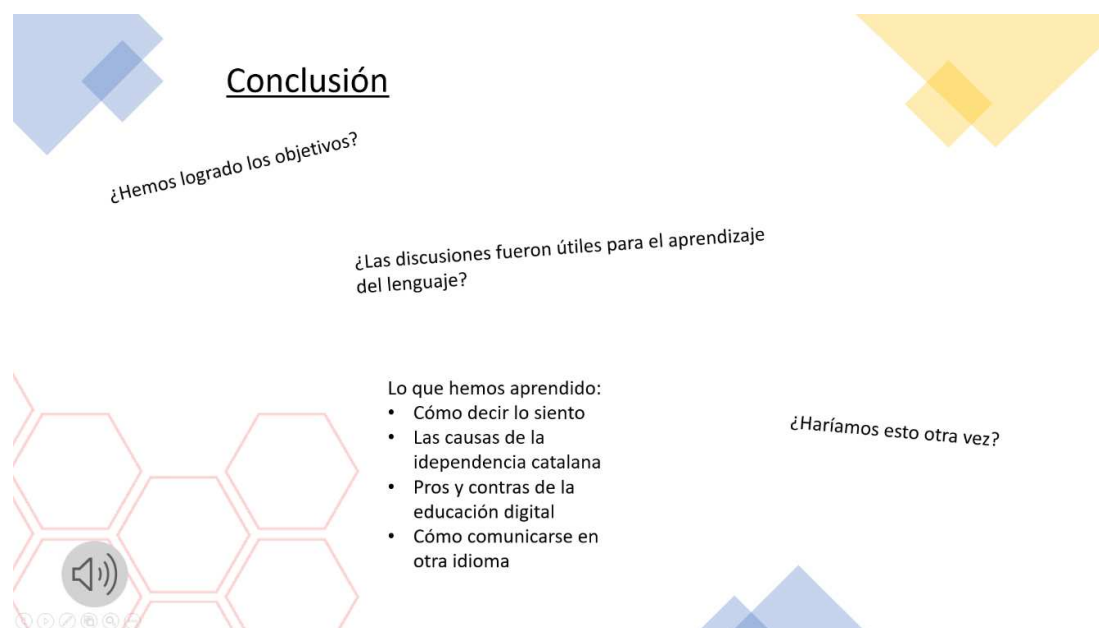 Conclusión
¿Hemos logrado los objetivos?
¿Las discusiones fueron útiles para el aprendizaje
del lenguaje?
Lo que hemos aprendido:
• Cómo decir lo siento
• Las causas de la
idependencia catalana
• Pros y contras de la
educación digital
• Cómo comunicarse en
otra idioma
¿Haríamos esto otra vez?